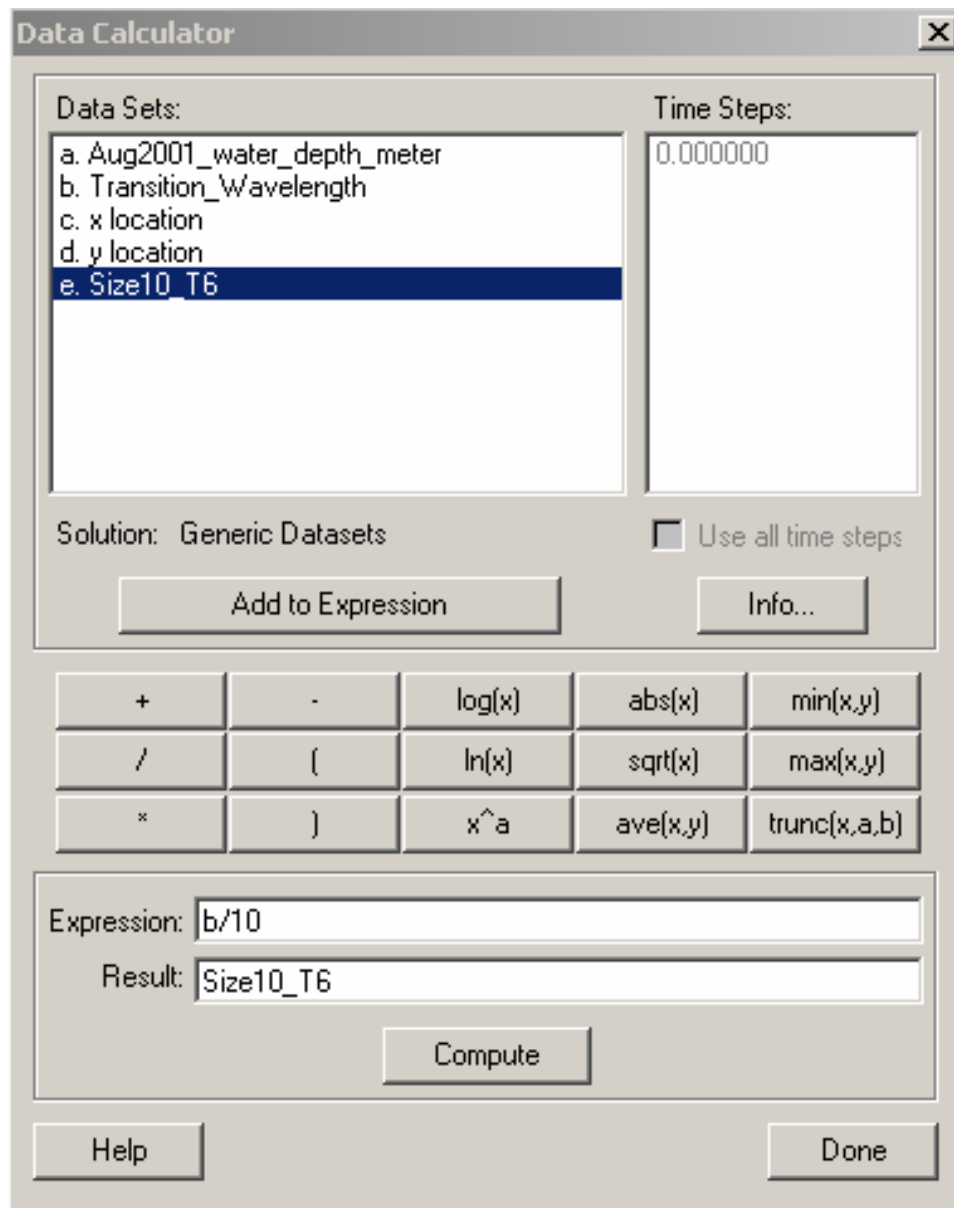 Data Calculator
Data Sets:
a. Aug2001_water_depth_meter
b. Transition_Wavelength
c. x location
d. y location
e. Size10_T6
Time Steps:
0.000000
Solution: Generic Datasets
Use all time steps
Add to Expression
Info...
+ - log(x) abs(x) min(x,y)
/ ( ln(x) sqrt(x) max(x,y)
* ) x^a ave(x,y) trunc(x,a,b)
Expression: b/10
Result: Size10_T6
Compute
Help
Done